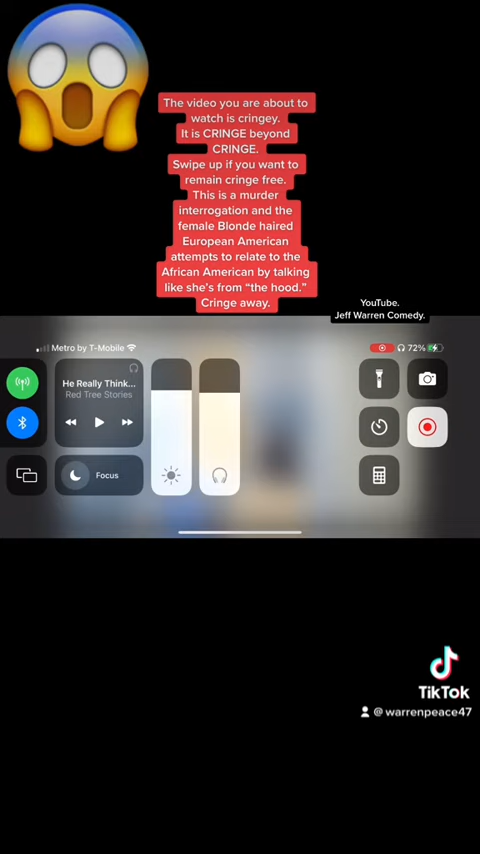 The video you are about to
watch is cringey.
It is CRINGE beyond
CRINGE.
Swipe up if you want to
remain cringe free.
This is a murder
interrogation and the
female Blonde haired
European American
attempts to relate to the
African American by talking
like she's from “the hood.”
Cringe away.
YouTube.
Jeff Warren Comedy.
Metro by T-Mobile
72%
He Really Think...
Red Tree Stories
Focus
TikTok
@warrenpeace47